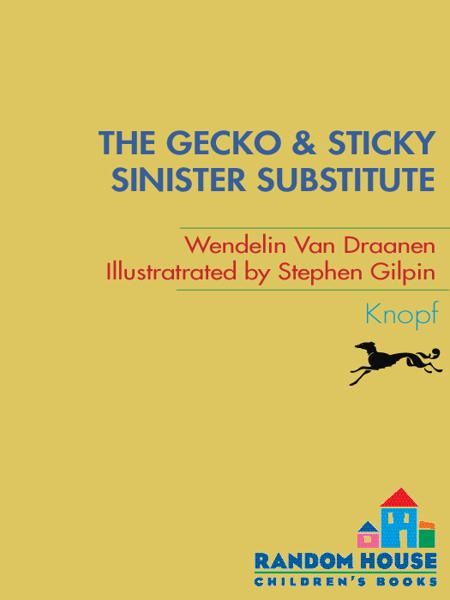 THE GECKO & STICKY
SINISTER SUBSTITUTE
Wendelin Van Draanen
Illustratrated by Stephen Gilpin
Knopf
RANDOM HOUSE
CHILDREN'S BOOKS